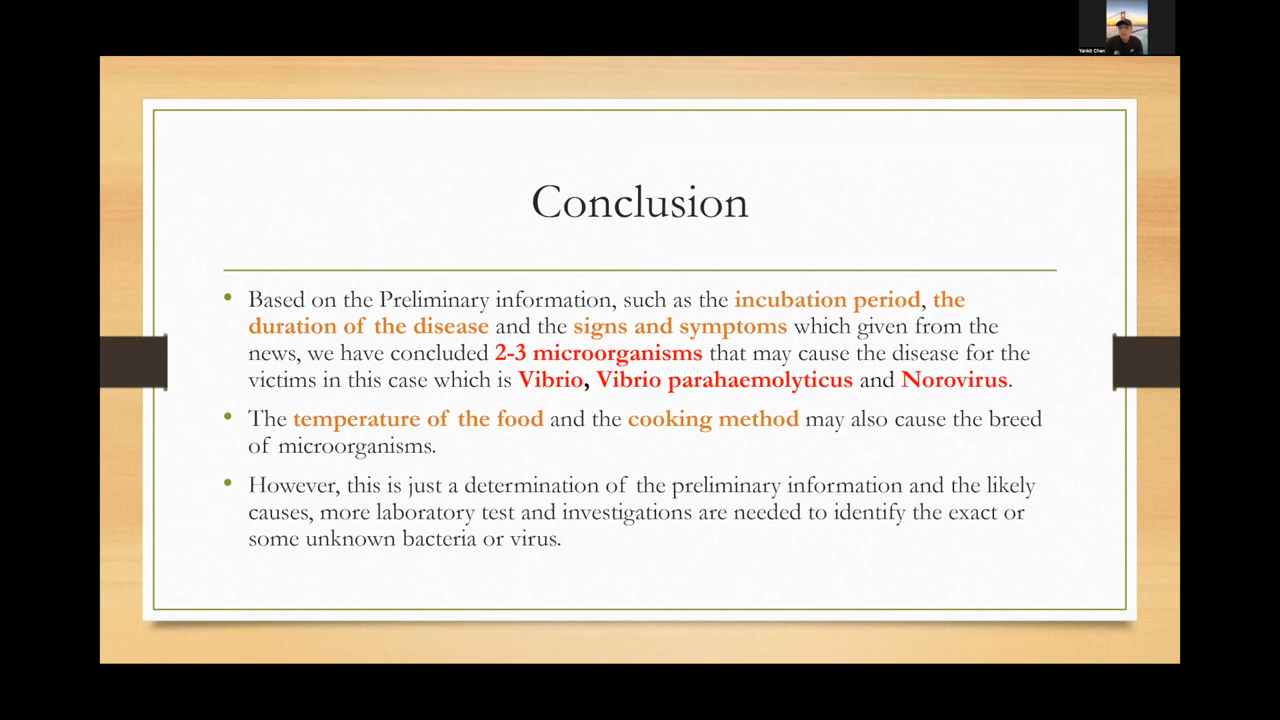 Yankit Chan
Conclusion
• Based on the Preliminary information, such as the incubation period, the
duration of the disease and the signs and symptoms which given from the
news, we have concluded 2-3 microorganisms that may cause the disease for the
victims in this case which is Vibrio, Vibrio parahaemolyticus and Norovirus.
• The temperature of the food and the cooking method may also cause the breed
of microorganisms.
• However, this is just a determination of the preliminary information and the likely
causes, more laboratory test and investigations are needed to identify the exact or
some unknown bacteria or virus.